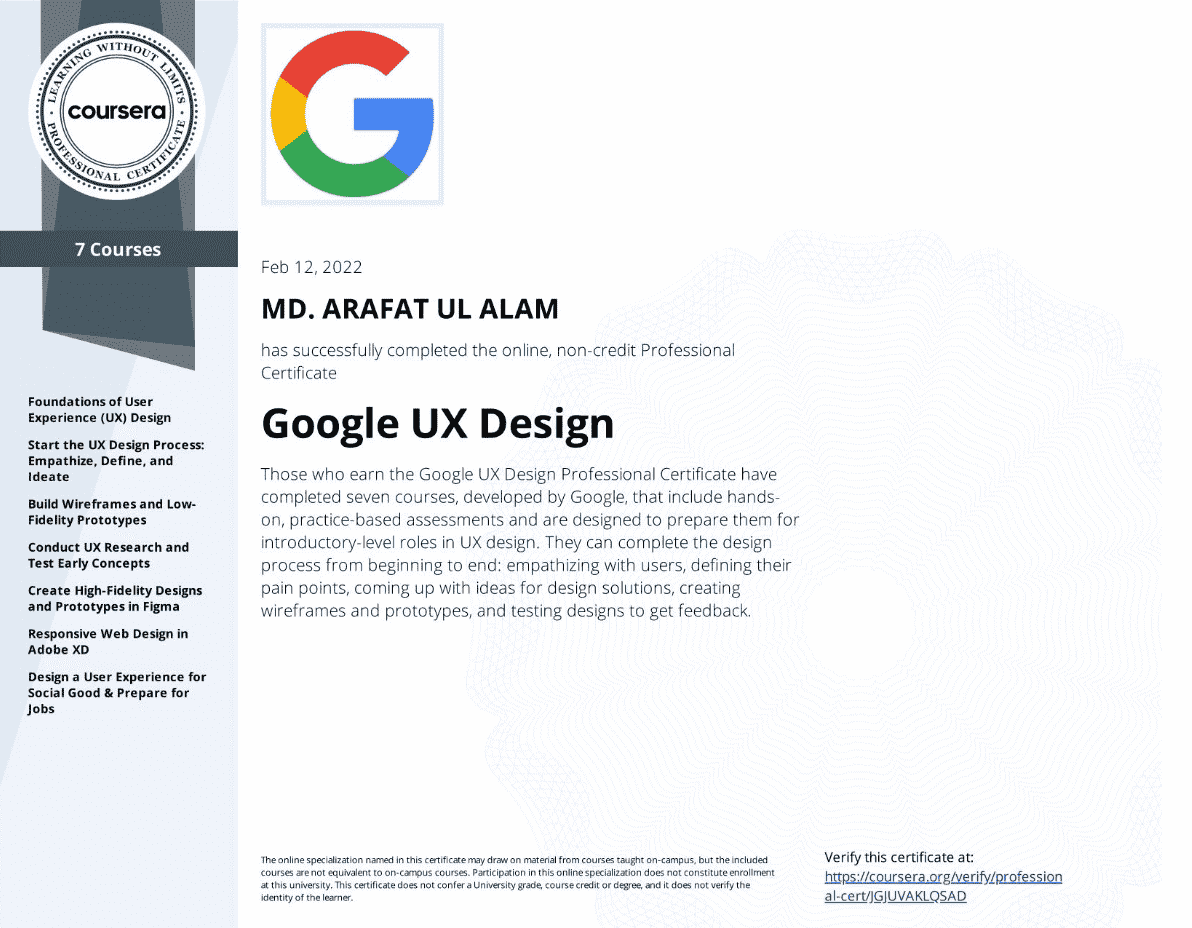 LEARNING WITHOUT LIMITS
coursera
PROFESSIONAL CERTIFICATE
7 Courses
Foundations of User
Experience (UX) Design
Start the UX Design Process:
Empathize, Define, and
Ideate
Build Wireframes and Low-
Fidelity Prototypes
Conduct UX Research and
Test Early Concepts
Create High-Fidelity Designs
and Prototypes in Figma
Responsive Web Design in
Adobe XD
Design a User Experience for
Social Good & Prepare for
Jobs
Feb 12, 2022
MD. ARAFAT UL ALAM
has successfully completed the online, non-credit Professional
Certificate
Google UX Design
Those who earn the Google UX Design Professional Certificate have
completed seven courses, developed by Google, that include hands-
on, practice-based assessments and are designed to prepare them for
introductory-level roles in UX design. They can complete the design
process from beginning to end: empathizing with users, defining their
pain points, coming up with ideas for design solutions, creating
wireframes and prototypes, and testing designs to get feedback.
The online specialization named in this certificate may draw on material from courses taught on-campus, but the included
courses are not equivalent to on-campus courses. Participation in this online specialization does not constitute enrollment
at this university. This certificate does not confer a University grade, course credit or degree, and it does not verify the
identity of the learner.
Verify this certificate at:
https://coursera.org/verify/profession
al-cert/JGJUVAKLQSAD